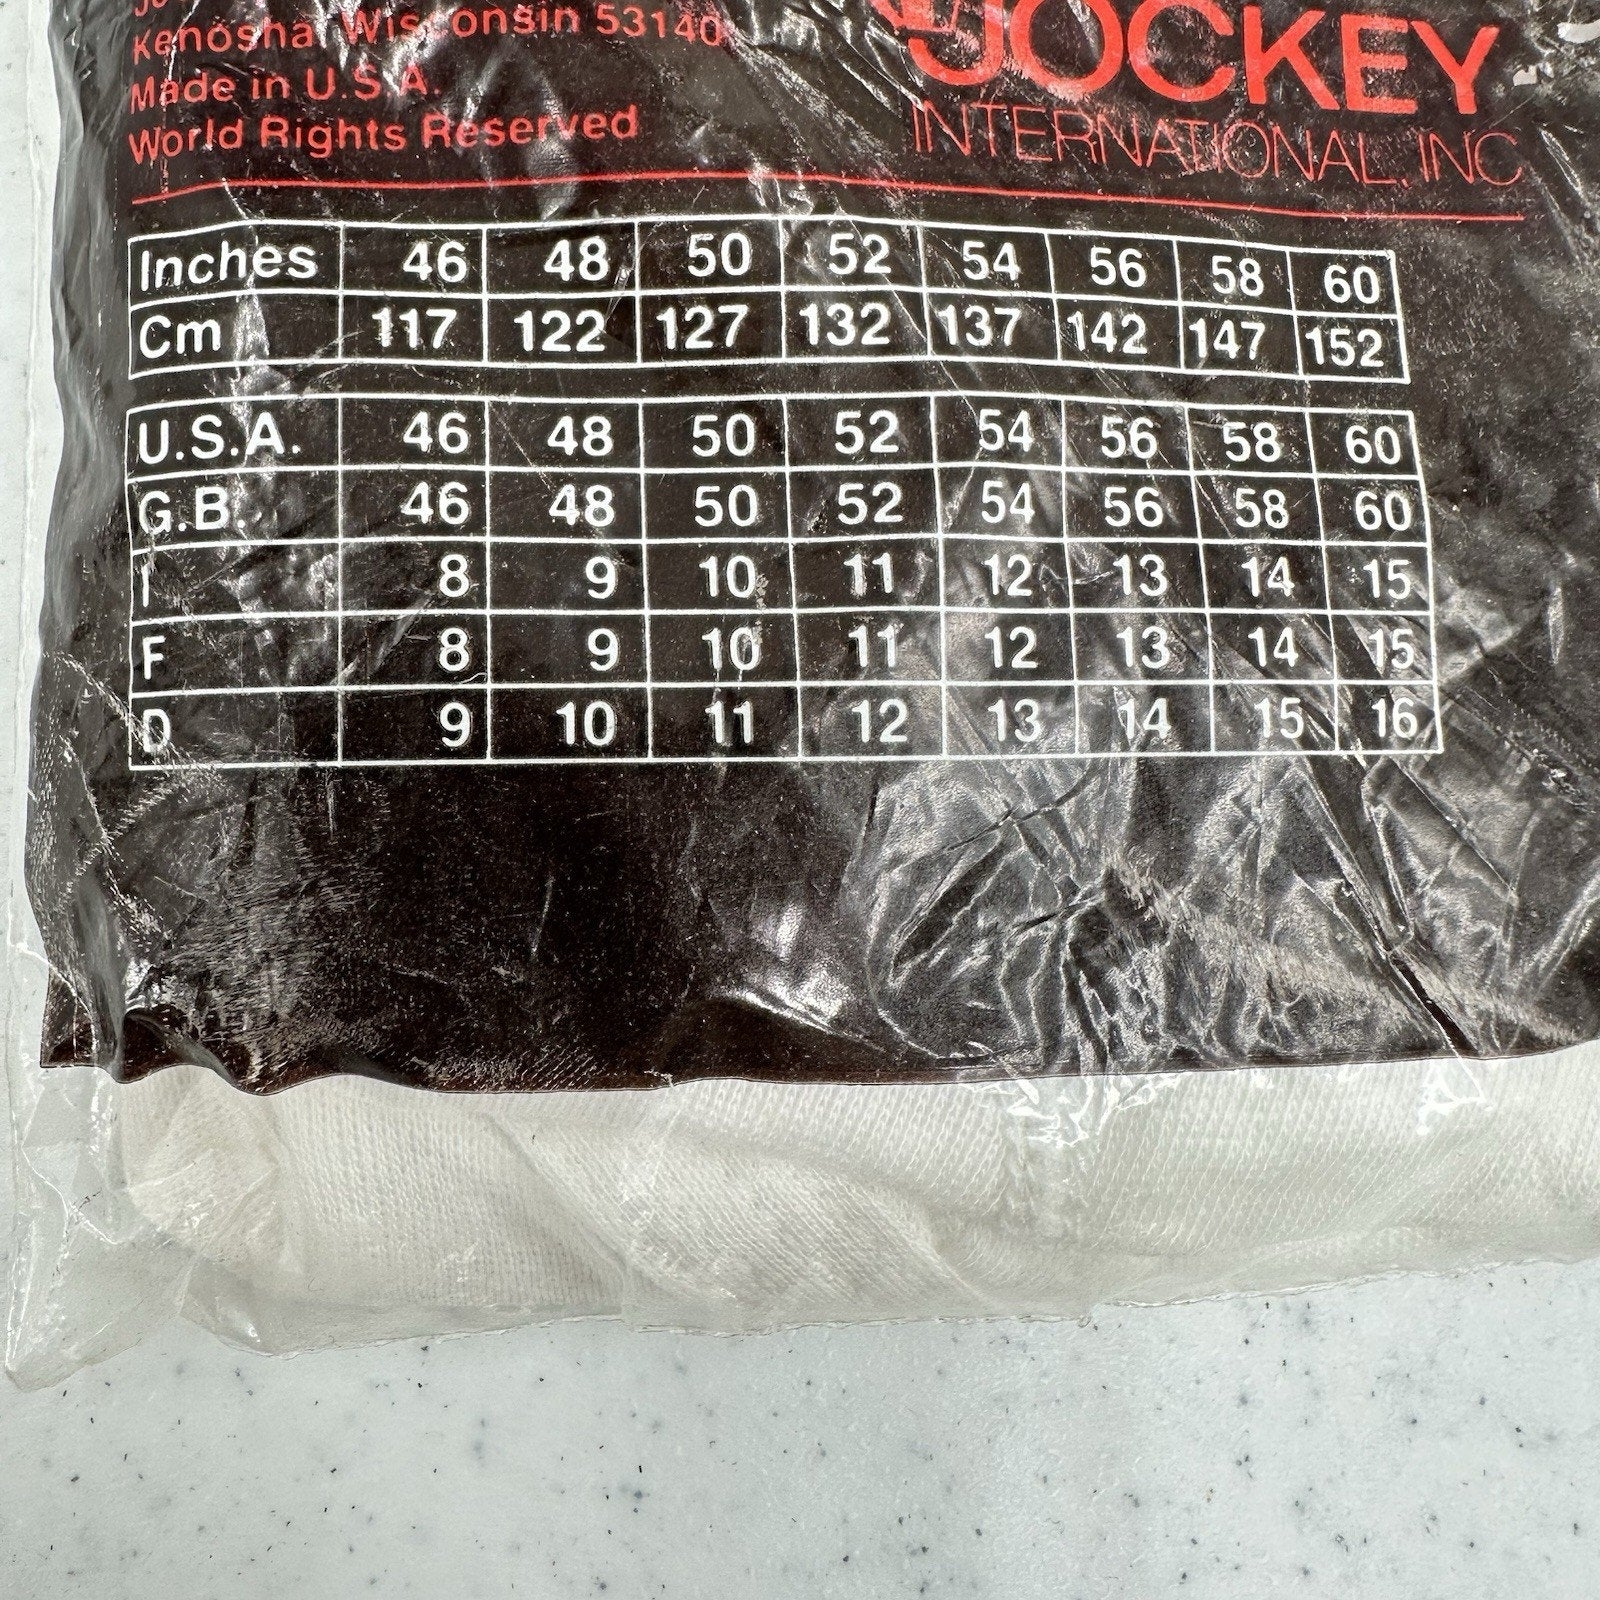 Kenosha, Wisconsin 53140
Made in U.S.A.
World Rights Reserved
JOCKEY
INTERNATIONAL, INC
Inches 46 48 50 52 54 56 58 60
Cm 117 122 127 132 137 142 147 152
U.S.A. 46 48 50 52 54 56 58 60
G.B. 46 48 50 52 54 56 58 60
I 8 9 10 11 12 13 14 15
F 8 9 10 11 12 13 14 15
D 9 10 11 12 13 14 15 16